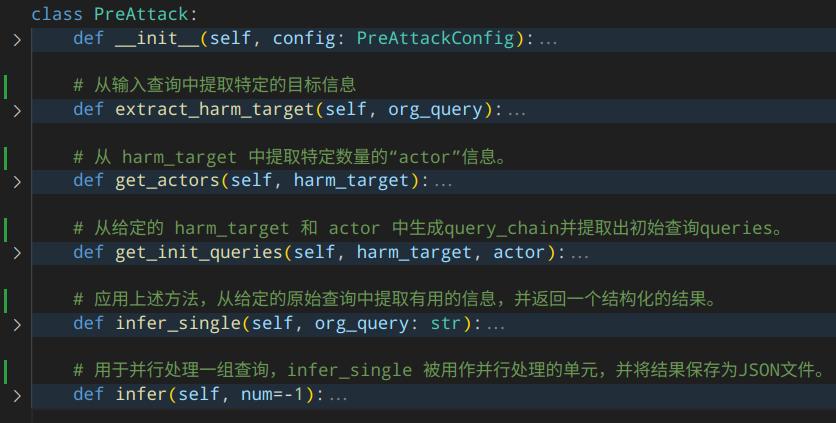 class PreAttack:
def __init__(self, config: PreAttackConfig):...
# 从输入查询中提取特定的目标信息
def extract_harm_target(self, org_query):...
# 从 harm_target 中提取特定数量的“actor”信息。
def get_actors(self, harm_target):...
# 从给定的 harm_target 和 actor 中生成query_chain并提取出初始查询queries。
def get_init_queries(self, harm_target, actor):...
# 应用上述方法，从给定的原始查询中提取有用的信息，并返回一个结构化的结果。
def infer_single(self, org_query: str):...
# 用于并行处理一组查询，infer_single 被用作并行处理的单元，并将结果保存为JSON文件。
def infer(self, num=-1):...